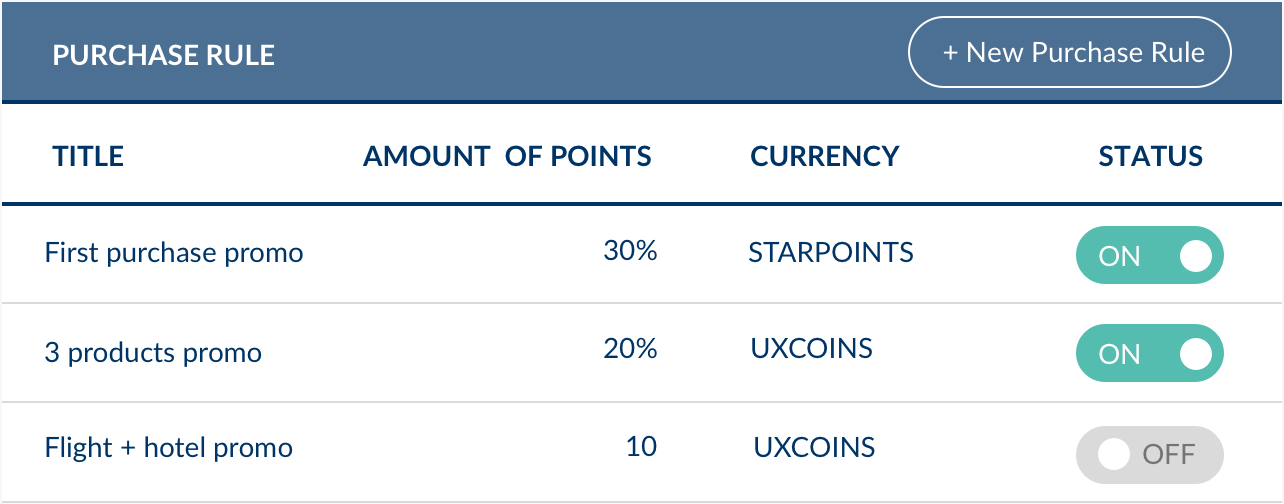 PURCHASE RULE + New Purchase Rule
TITLE AMOUNT OF POINTS CURRENCY STATUS
First purchase promo 30% STARPOINTS ON
3 products promo 20% UXCOINS ON
Flight + hotel promo 10 UXCOINS OFF